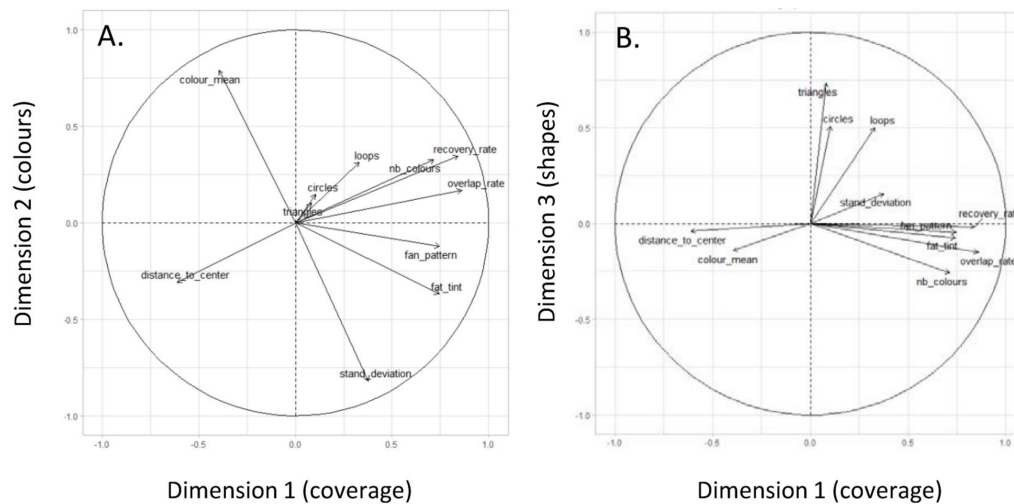 A.
1.0
0.5
0.0
-0.5
-1.0
colour_mean
loops
recovery_rate
nb_colours
overlap_rate
circles
triangles
fan_pattern
distance_to_center
fat_tint
stand_deviation
-1.0 -0.5 0.0 0.5 1.0
Dimension 2 (colours)
Dimension 1 (coverage)
B.
1.0
0.5
0.0
-0.5
-1.0
triangles
circles
loops
stand_deviation
recovery_rate
fan_pattern
distance_to_center
fat_tint
colour_mean
overlap_rate
nb_colours
-1.0 -0.5 0.0 0.5 1.0
Dimension 3 (shapes)
Dimension 1 (coverage)